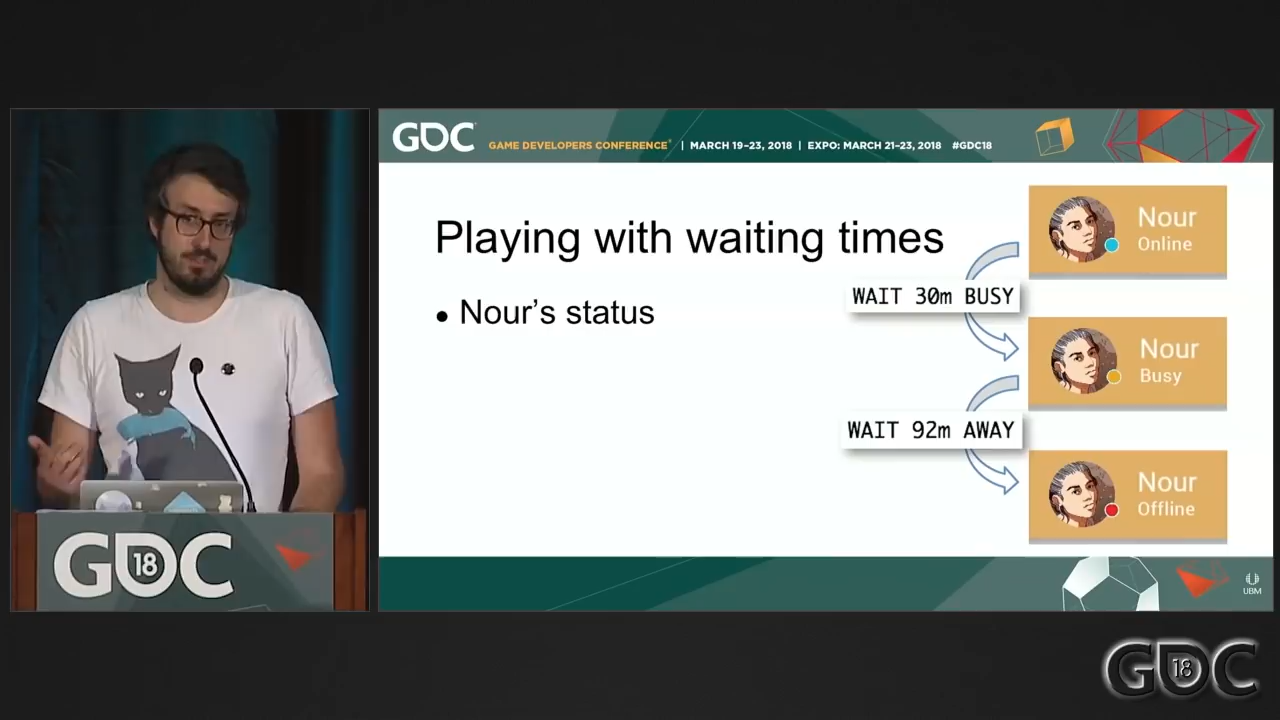 GDC
GAME DEVELOPERS CONFERENCE® | MARCH 19–23, 2018 | EXPO: MARCH 21–23, 2018 #GDC18
Playing with waiting times
• Nour's status
Nour
Online
WAIT 30m BUSY
Nour
Busy
WAIT 92m AWAY
Nour
Offline
GDC
18
UBM
GDC
18